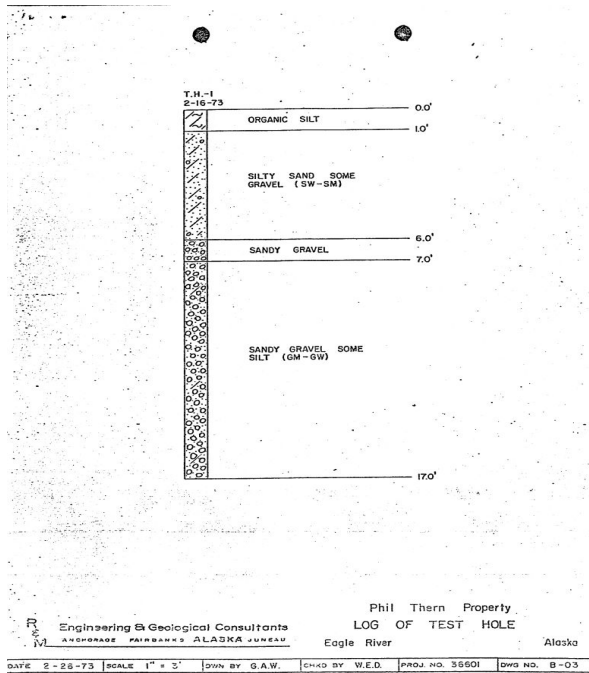 T.H.-1
2-16-73
0.0'
ORGANIC SILT
1.0'
SILTY SAND SOME
GRAVEL (SW-SM)
6.0'
SANDY GRAVEL
7.0'
SANDY GRAVEL SOME
SILT (GM-GW)
17.0'
Phil Thern Property
R & M Engineering & Geological Consultants
LOG OF TEST HOLE
ANCHORAGE FAIRBANKS ALASKA JUNEAU
Eagle River Alaska
DATE 2-26-73 SCALE 1" = 3' DWN BY G.A.W. CHKD BY W.E.D. PROJ. NO. 36601 DWG NO. B-03